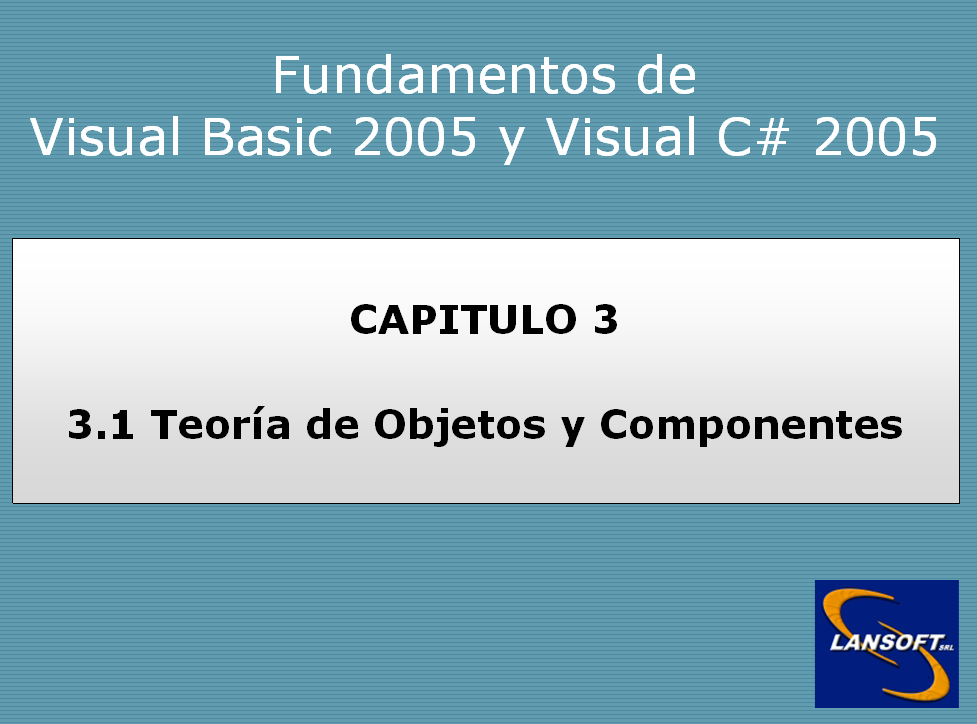 Fundamentos de
Visual Basic 2005 y Visual C# 2005
CAPITULO 3
3.1 Teoría de Objetos y Componentes
LANSOFT SRL